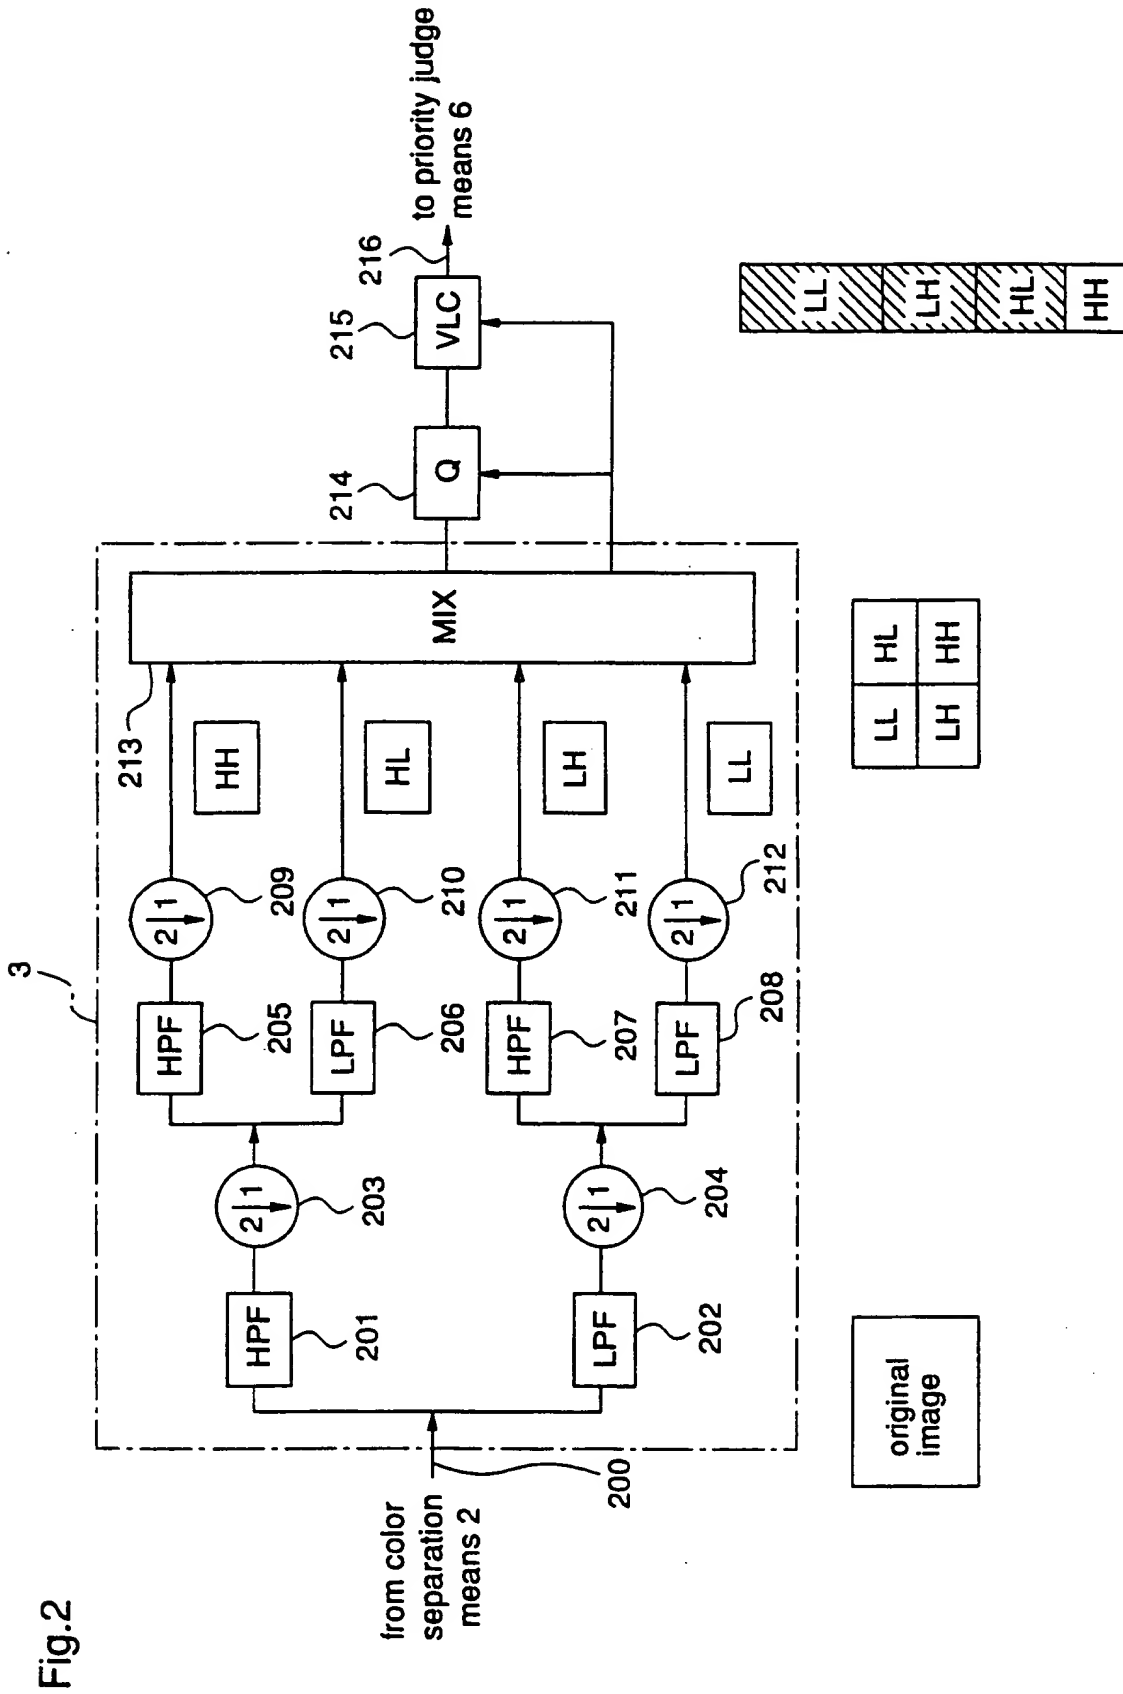 Fig.2
3
from color
separation
means 2
200
HPF
201
LPF
202
2 1
203
2 1
204
HPF
205
LPF
206
HPF
207
LPF
208
2 1
209
2 1
210
2 1
211
2 1
212
HH
HL
LH
LL
213
MIX
214
Q
215
VLC
216
to priority judge
means 6
original
image
LL HL
LH HH
LL
LH
HL
HH